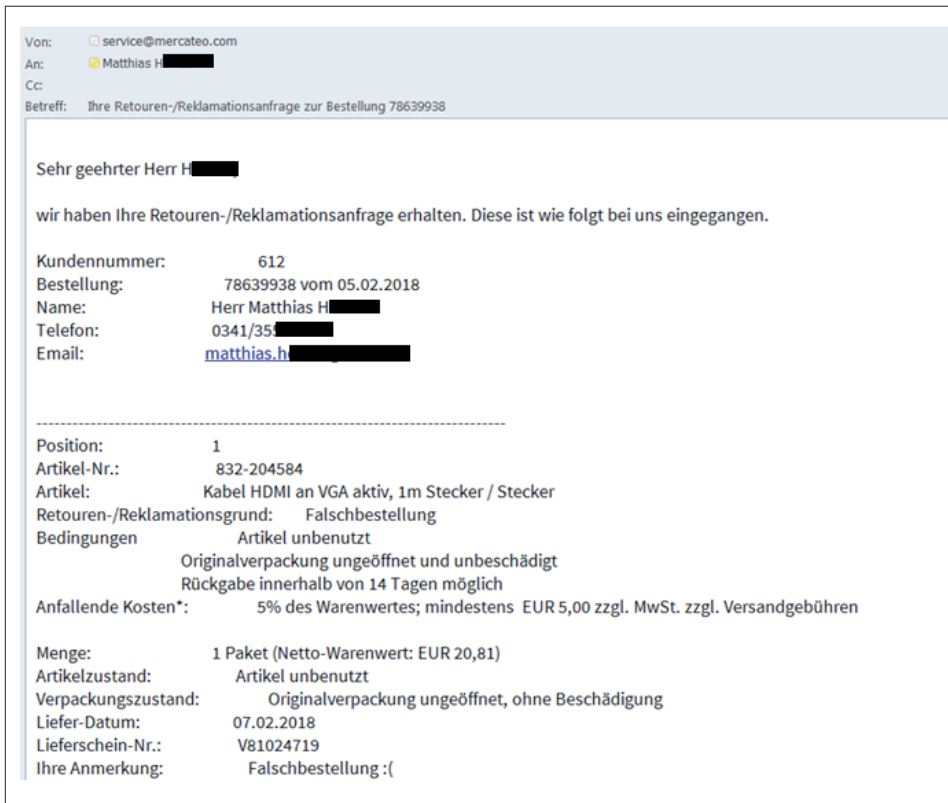 Von: service@mercateo.com
An: Matthias H
Cc:
Betreff: Ihre Retouren-/Reklamationsanfrage zur Bestellung 78639938
Sehr geehrter Herr H
wir haben Ihre Retouren-/Reklamationsanfrage erhalten. Diese ist wie folgt bei uns eingegangen.
Kundennummer: 612
Bestellung: 78639938 vom 05.02.2018
Name: Herr Matthias H
Telefon: 0341/355
Email: matthias.h
------------------------------------------------------------------------------
Position: 1
Artikel-Nr.: 832-204584
Artikel: Kabel HDMI an VGA aktiv, 1m Stecker / Stecker
Retouren-/Reklamationsgrund: Falschbestellung
Bedingungen Artikel unbenutzt
Originalverpackung ungeöffnet und unbeschädigt
Rückgabe innerhalb von 14 Tagen möglich
Anfallende Kosten*: 5% des Warenwertes; mindestens EUR 5,00 zzgl. MwSt. zzgl. Versandgebühren
Menge: 1 Paket (Netto-Warenwert: EUR 20,81)
Artikelzustand: Artikel unbenutzt
Verpackungszustand: Originalverpackung ungeöffnet, ohne Beschädigung
Liefer-Datum: 07.02.2018
Lieferschein-Nr.: V81024719
Ihre Anmerkung: Falschbestellung :(